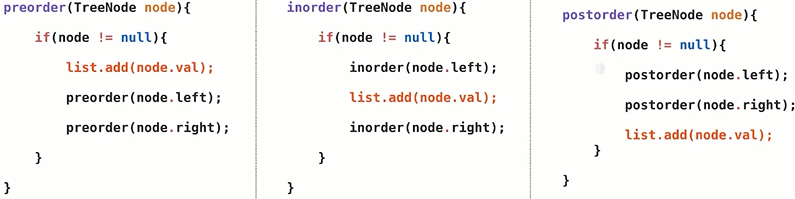 preorder(TreeNode node){
if(node != null){
list.add(node.val);
preorder(node.left);
preorder(node.right);
}
}
inorder(TreeNode node){
if(node != null){
inorder(node.left);
list.add(node.val);
inorder(node.right);
}
}
postorder(TreeNode node){
if(node != null){
postorder(node.left);
postorder(node.right);
list.add(node.val);
}
}